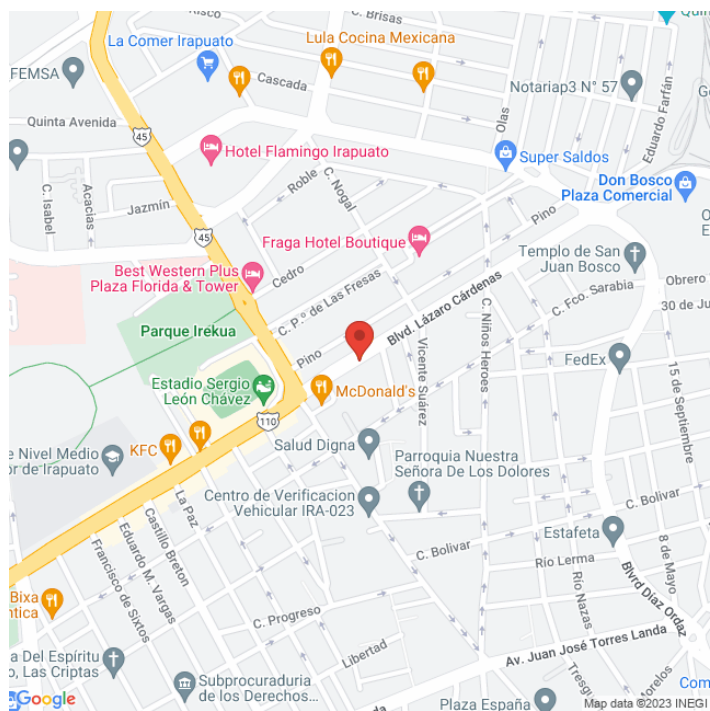 Risco
C. Brisas
Quin
La Comer Irapuato
Lula Cocina Mexicana
FEMSA
Cascada
Notariap3 N° 57
Eduardo Farfán
G
Olas
Quinta Avenida
45
Hotel Flamingo Irapuato
Super Saldos
C. Isabel
Acacias
Roble
C. Nogal
Don Bosco
Plaza Comercial
Jazmín
Pino
O
E
45
Fraga Hotel Boutique
Templo de San
Juan Bosco
Best Western Plus
Plaza Florida & Tower
Cedro
C. P.º de Las Fresas
Blvd. Lázaro Cárdenas
C. Niños Heroes
C. Fco. Sarabia
Obrero
30 de Ju
Parque Irekua
Pino
Vicente Suárez
FedEx
15 de Septiembre
Estadio Sergio
León Chávez
McDonald's
110
KFC
Salud Digna
e Nivel Medio
or de Irapuato
Parroquia Nuestra
Señora De Los Dolores
La Paz
Centro de Verificacion
Vehicular IRA-023
C. Bolivar
Castillo Breton
Eduardo M. Vargas
Francisco de Sixtos
Estafeta
C. Bolivar
Rio Lerma
Rio Nazas
8 de Mayo
Blvrd Diaz Ordaz
Bixa
ntica
C. Progreso
Libertad
a Del Espíritu
o, Las Criptas
Av. Juan José Torres Landa
Subprocuraduria
de los Derechos...
Tresgu
Morelos
Plaza España
Com
Google
Map data ©2023 INEGI